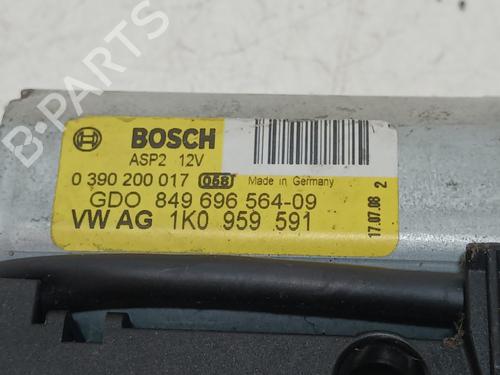 BOSCH
ASP2 12V
0 390 200 017 058 Made in Germany
GDO 849 696 564-09
VW AG 1K0 959 591
17.07.06 2
B-PARTS